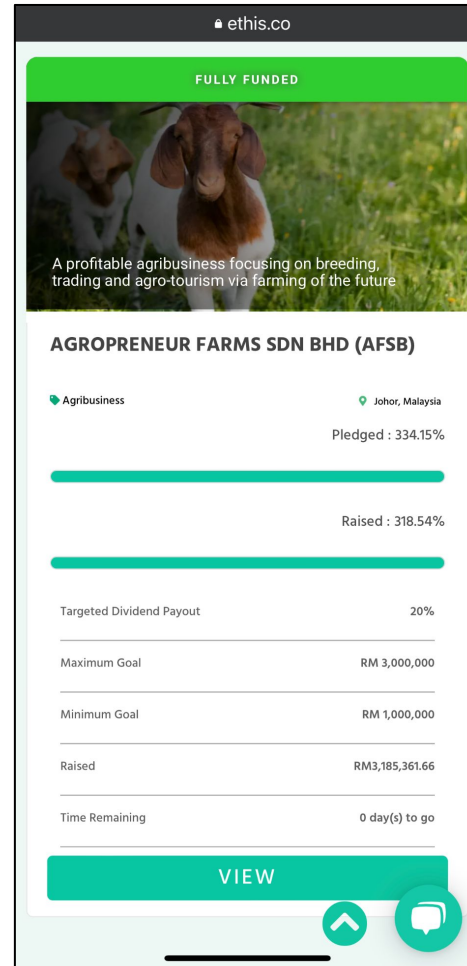 ethis.co
FULLY FUNDED
A profitable agribusiness focusing on breeding,
trading and agro-tourism via farming of the future
AGROPRENEUR FARMS SDN BHD (AFSB)
Agribusiness
Johor, Malaysia
Pledged : 334.15%
Raised : 318.54%
Targeted Dividend Payout 20%
Maximum Goal RM 3,000,000
Minimum Goal RM 1,000,000
Raised RM3,185,361.66
Time Remaining 0 day(s) to go
VIEW